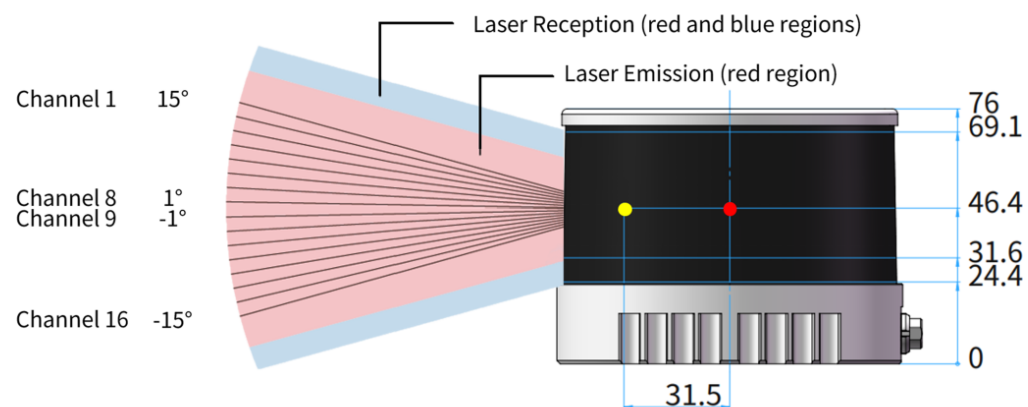 Laser Reception (red and blue regions)
Laser Emission (red region)
Channel 1 15°
Channel 8 1°
Channel 9 -1°
Channel 16 -15°
76
69.1
46.4
31.6
24.4
0
31.5